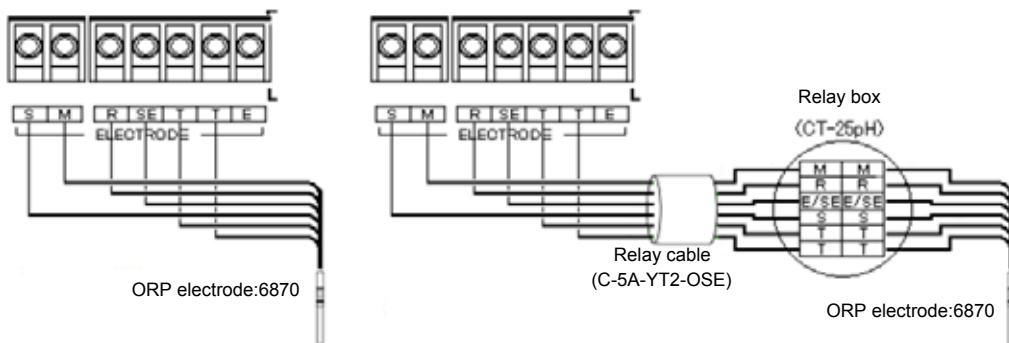 S M R SE T T E
ELECTRODE
ORP electrode:6870
S M R SE T T E
ELECTRODE
Relay box
(CT-25pH)
M M
R R
E/SE E/SE
S S
T T
T T
Relay cable
(C-5A-YT2-OSE)
ORP electrode:6870